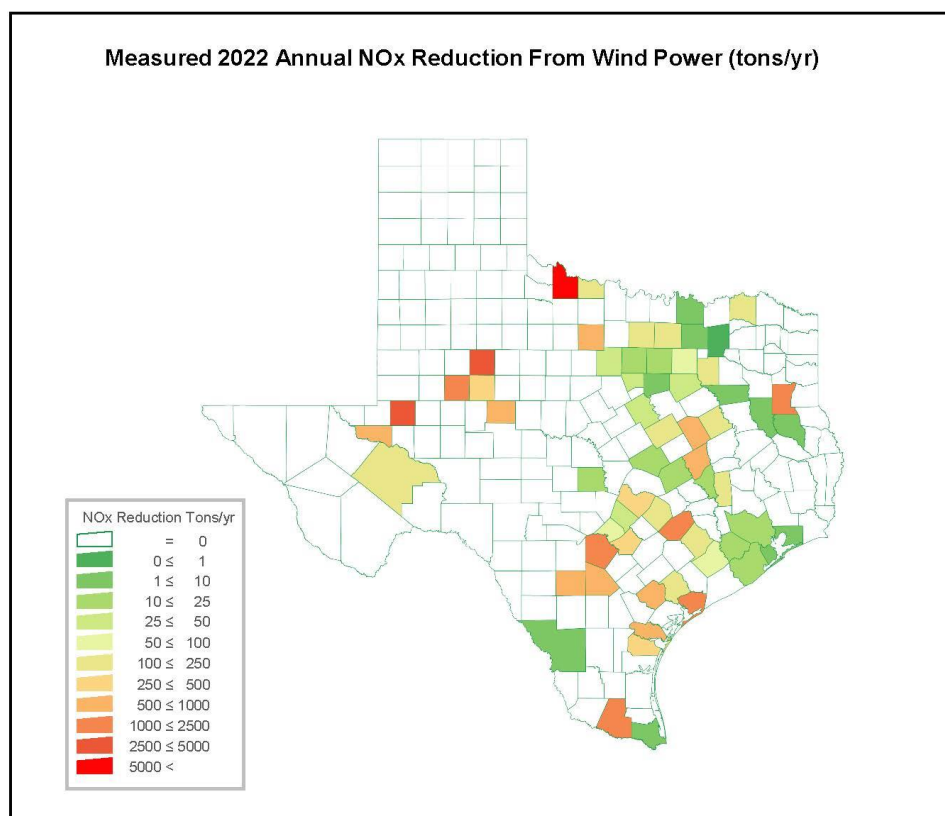 Measured 2022 Annual NOx Reduction From Wind Power (tons/yr)
NOx Reduction Tons/yr
= 0
0 ≤ 1
1 ≤ 10
10 ≤ 25
25 ≤ 50
50 ≤ 100
100 ≤ 250
250 ≤ 500
500 ≤ 1000
1000 ≤ 2500
2500 ≤ 5000
5000 <